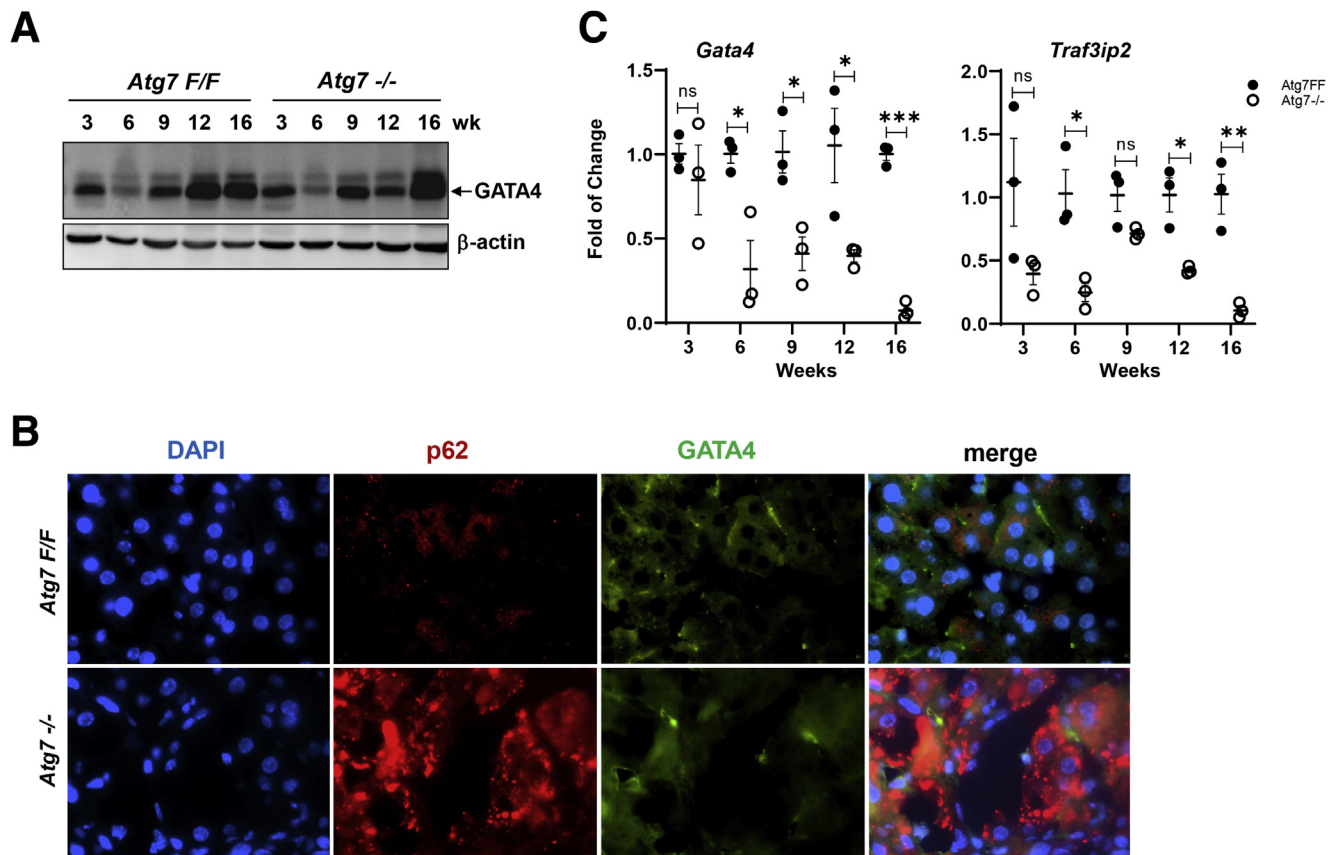 A
Atg7 F/F Atg7 -/-
3 6 9 12 16 3 6 9 12 16 wk
GATA4
β-actin
C
Gata4
Fold of Change
1.5
1.0
0.5
0.0
ns * * * ***
3 6 9 12 16
Weeks
Traf3ip2
2.0
1.5
1.0
0.5
0.0
ns * ns * **
3 6 9 12 16
Weeks
Atg7FF
Atg7-/-
B
DAPI p62 GATA4 merge
Atg7 F/F
Atg7 -/-